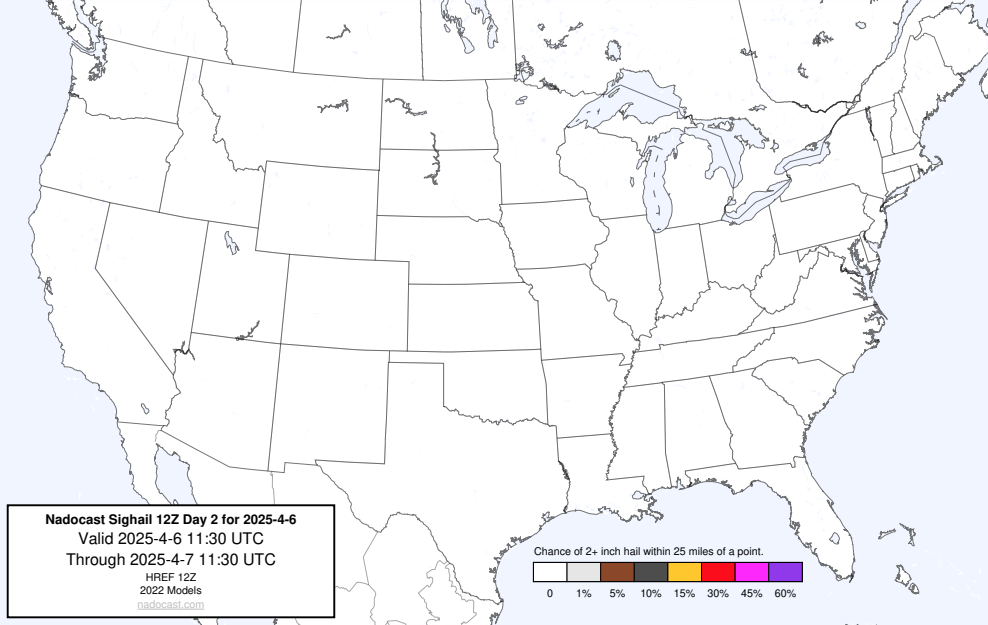 Nadocast Sighail 12Z Day 2 for 2025-4-6
Valid 2025-4-6 11:30 UTC
Through 2025-4-7 11:30 UTC
HREF 12Z
2022 Models
nadocast.com
Chance of 2+ inch hail within 25 miles of a point.
0 1% 5% 10% 15% 30% 45% 60%